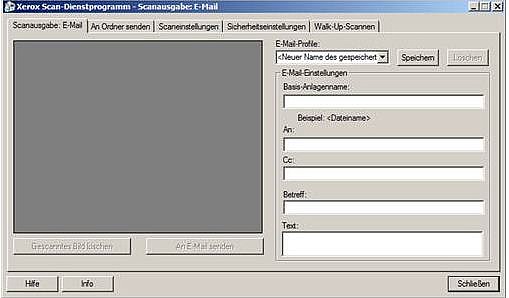 Xerox Scan-Dienstprogramm - Scanausgabe: E-Mail
Scanausgabe: E-Mail
An Ordner senden
Scaneinstellungen
Sicherheitseinstellungen
Walk-Up-Scannen
E-Mail-Profile:
<Neuer Name des gespeichert
Speichern
Löschen
E-Mail-Einstellungen
Basis-Anlagenname:
Beispiel: <Dateiname>
An:
Cc:
Betreff:
Text:
Gescanntes Bild löschen
An E-Mail senden
Hilfe
Info
Schließen